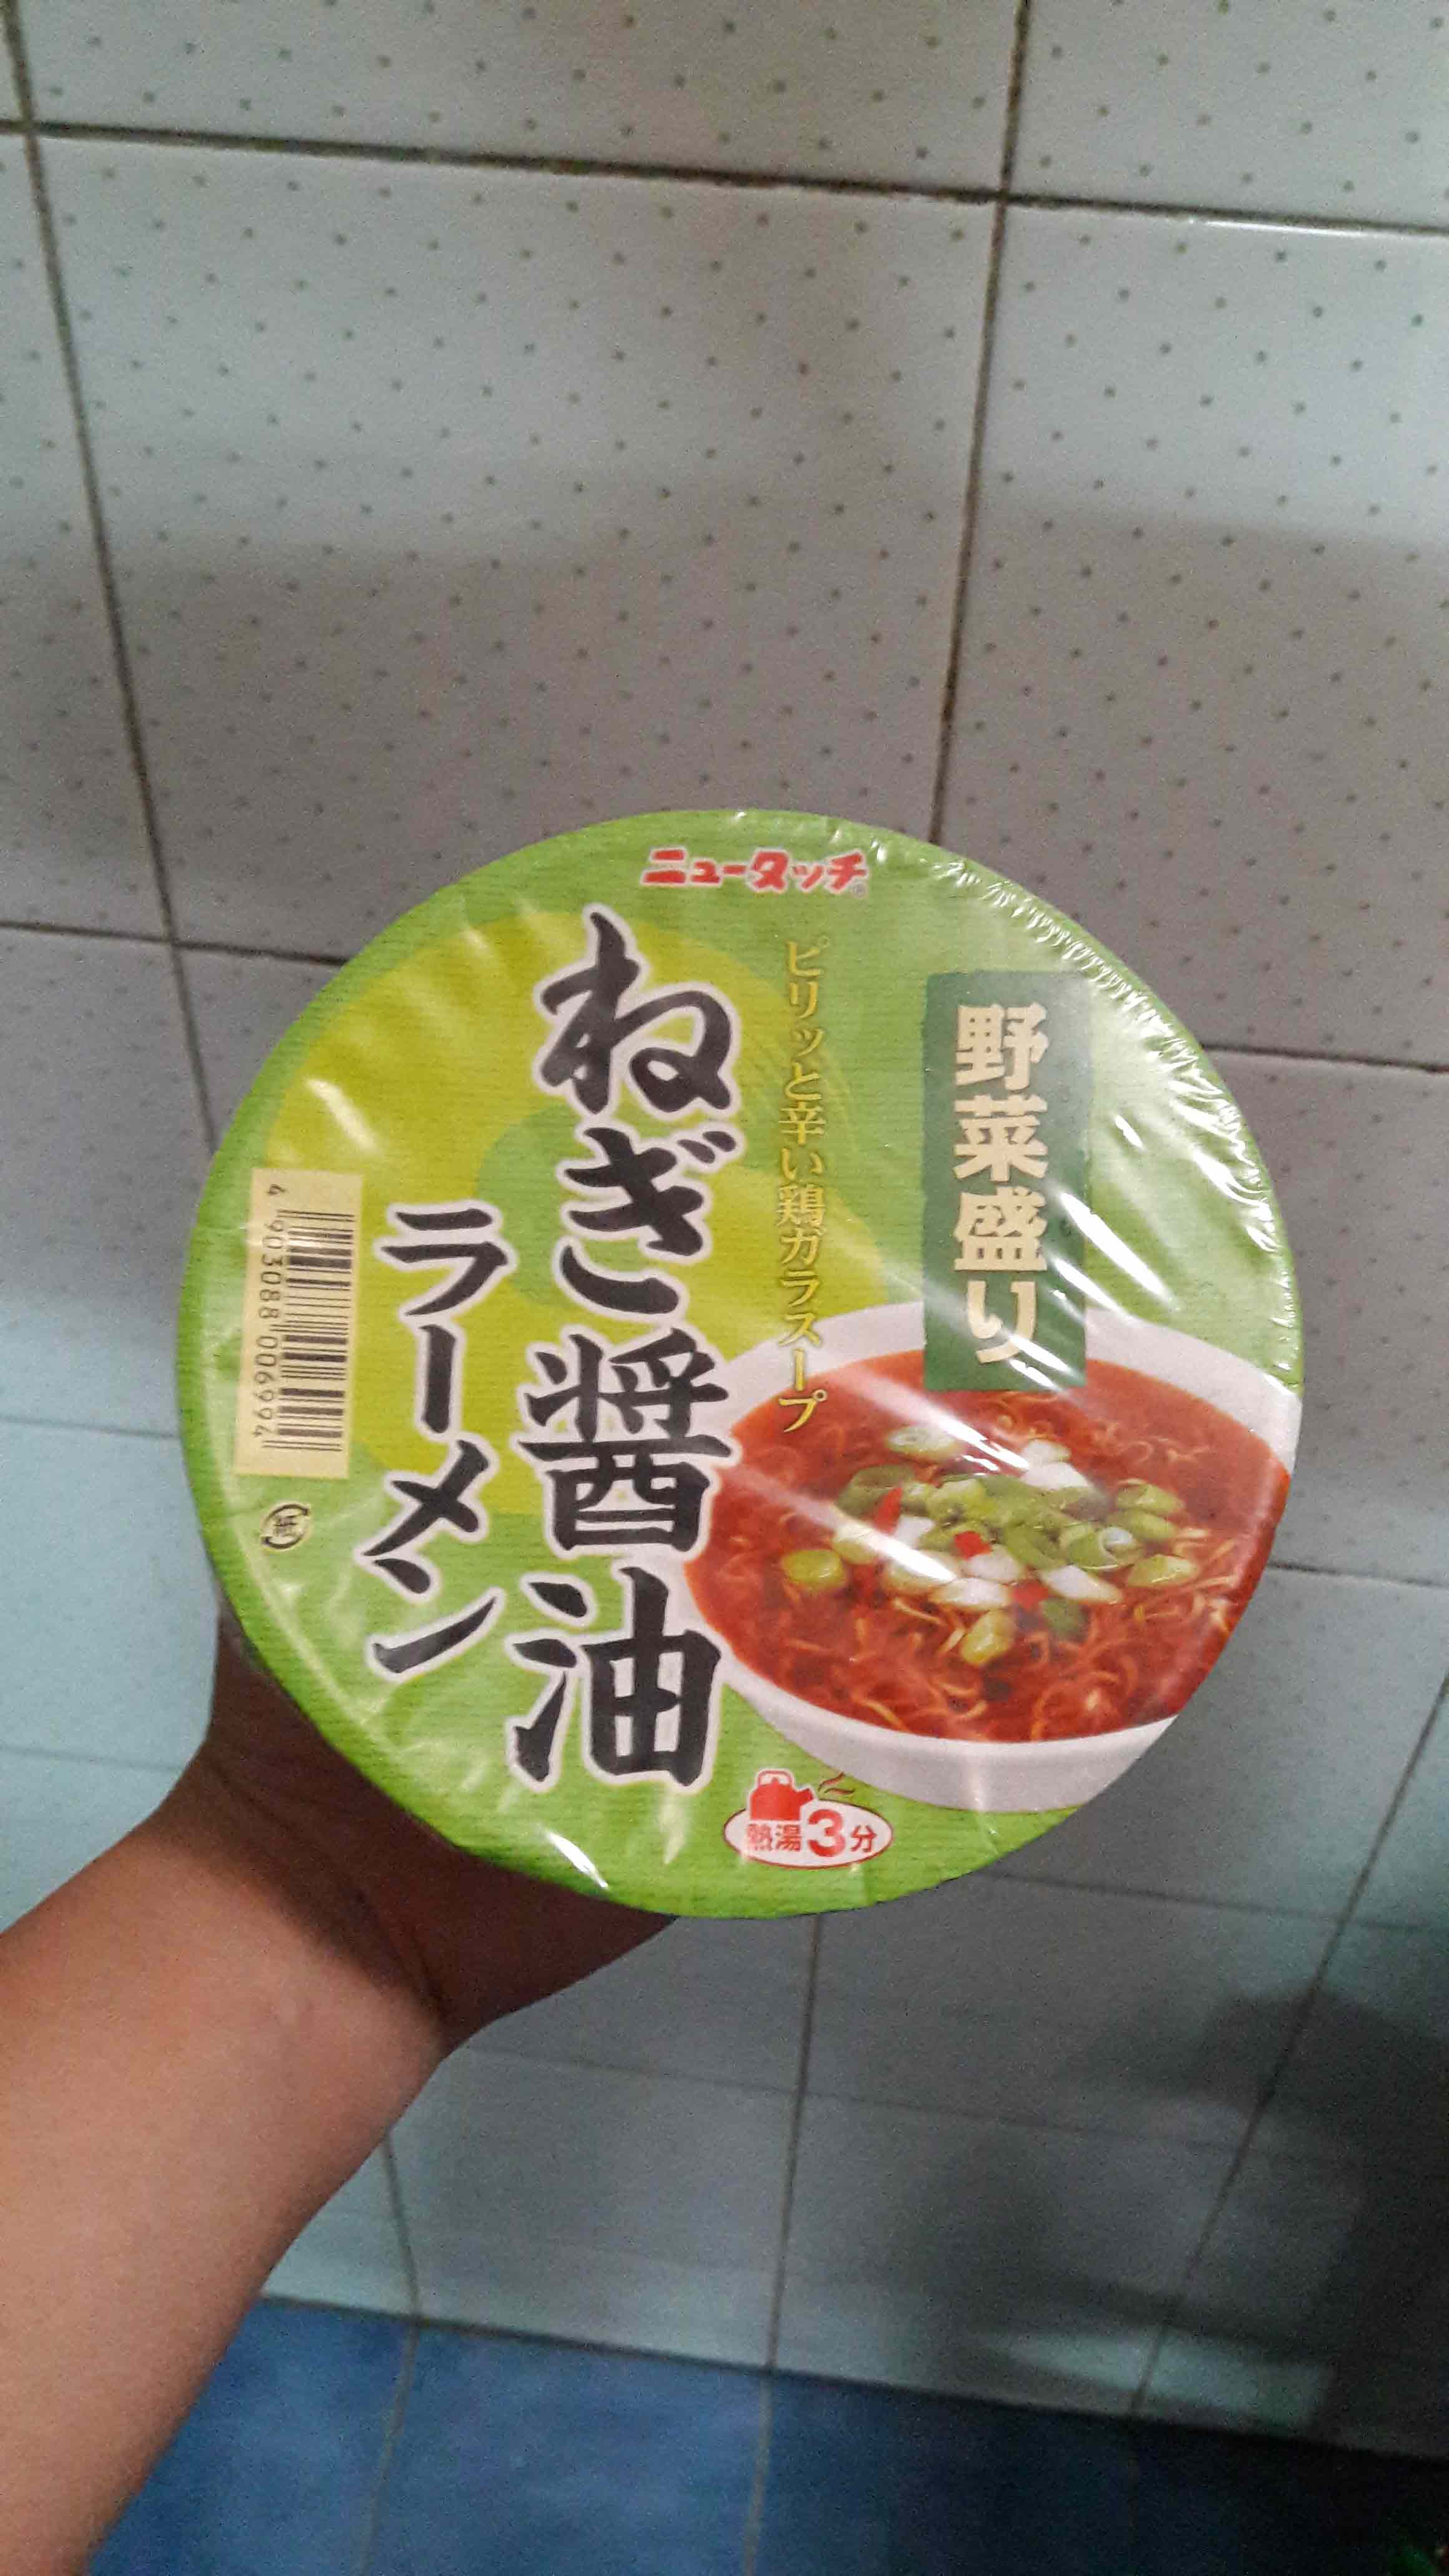 ニュータッチ
野菜盛り
ピリッと辛い鶏ガラスープ
ねぎ醤油
ラーメン
4 903088 006994
紙
熱湯3分